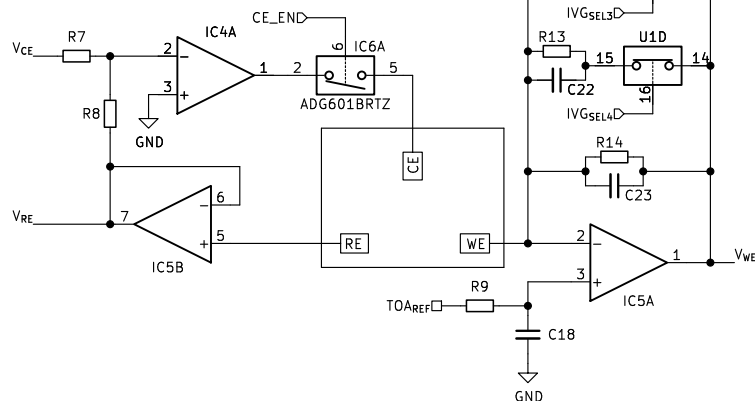 IVGSEL3
CE_EN
R7
IC4A
IC6A
R13
U1D
VCE
2
1
2
6
5
15
14
3
C22
16
R8
ADG601BRTZ
IVGSEL4
GND
R14
CE
C23
6
VRE
7
5
RE
WE
2
1
VWE
IC5B
3
R9
IC5A
TOAREF
C18
GND